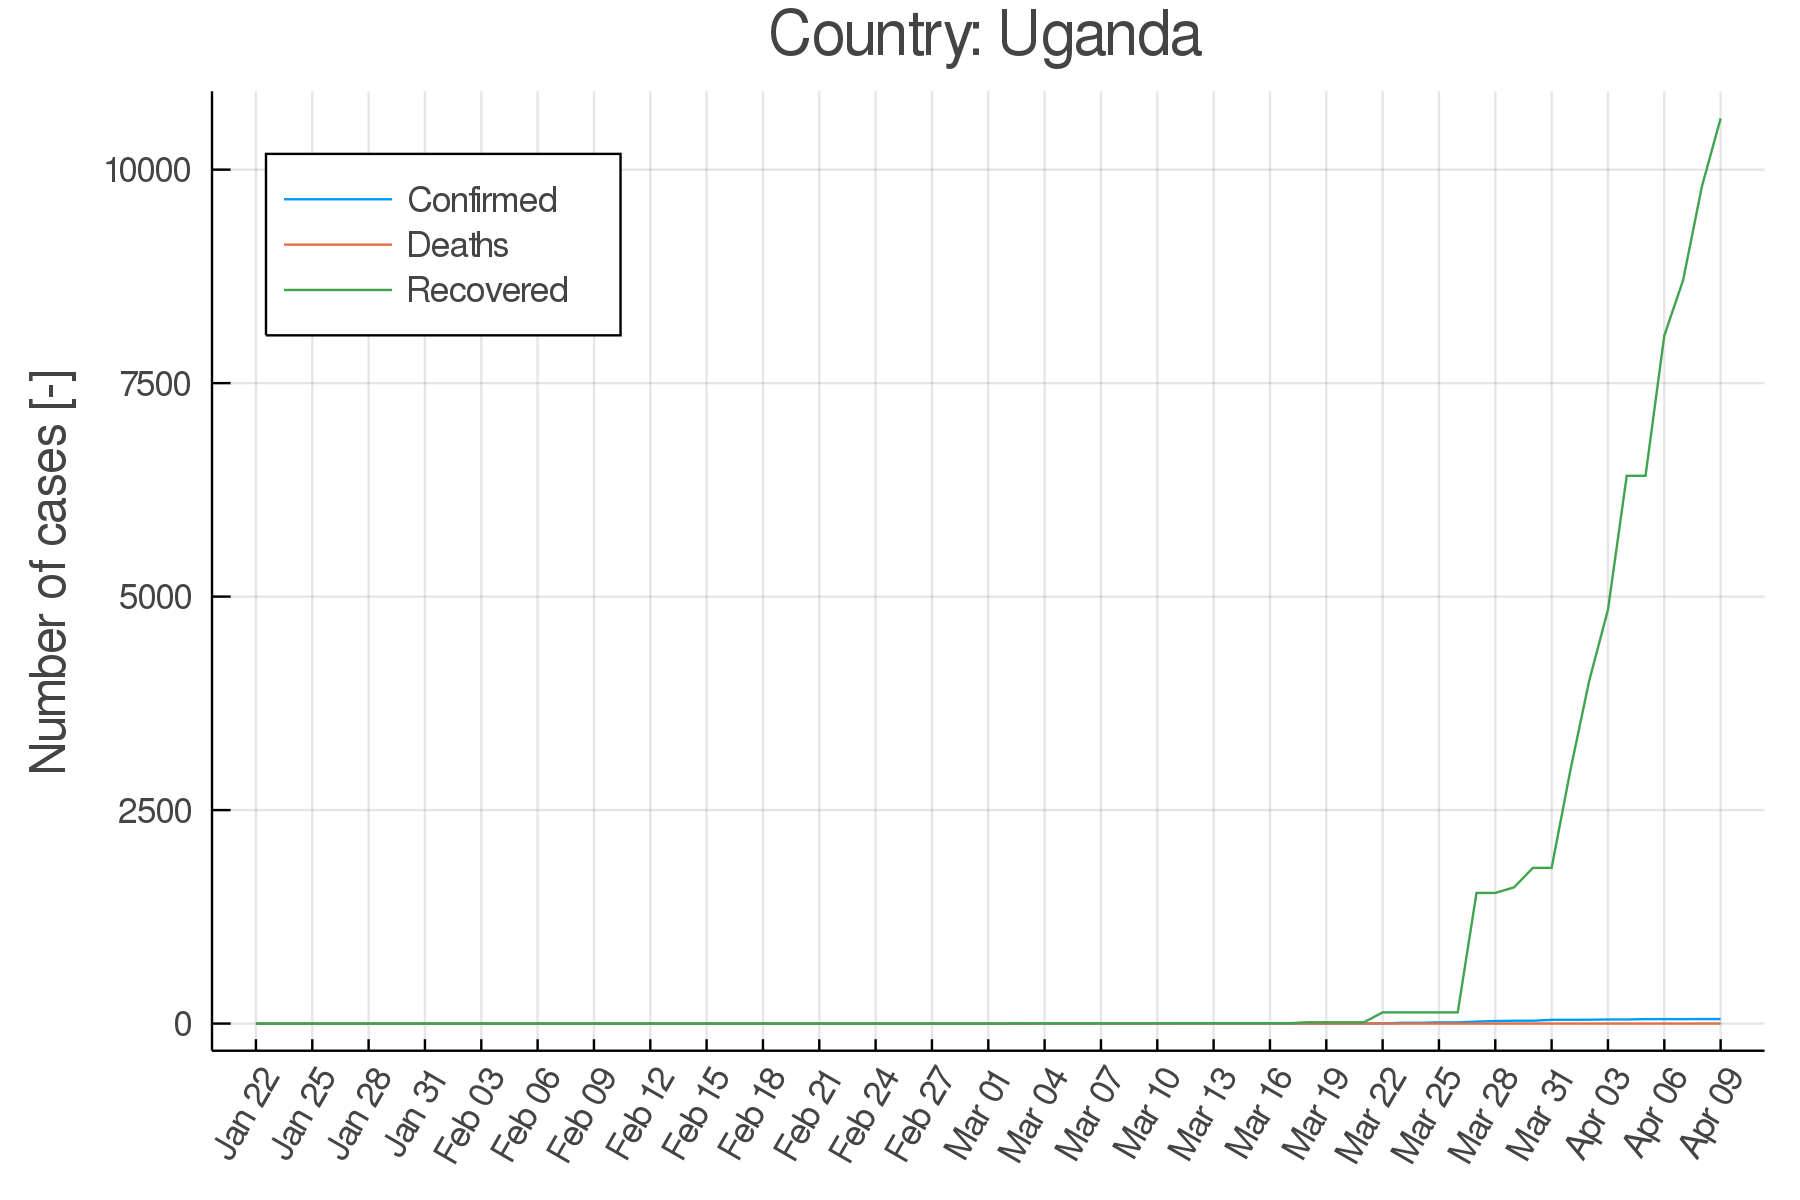 Country: Uganda
Number of cases [-]
10000
7500
5000
2500
0
Confirmed
Deaths
Recovered
Jan 22
Jan 25
Jan 28
Jan 31
Feb 03
Feb 06
Feb 09
Feb 12
Feb 15
Feb 18
Feb 21
Feb 24
Feb 27
Mar 01
Mar 04
Mar 07
Mar 10
Mar 13
Mar 16
Mar 19
Mar 22
Mar 25
Mar 28
Mar 31
Apr 03
Apr 06
Apr 09